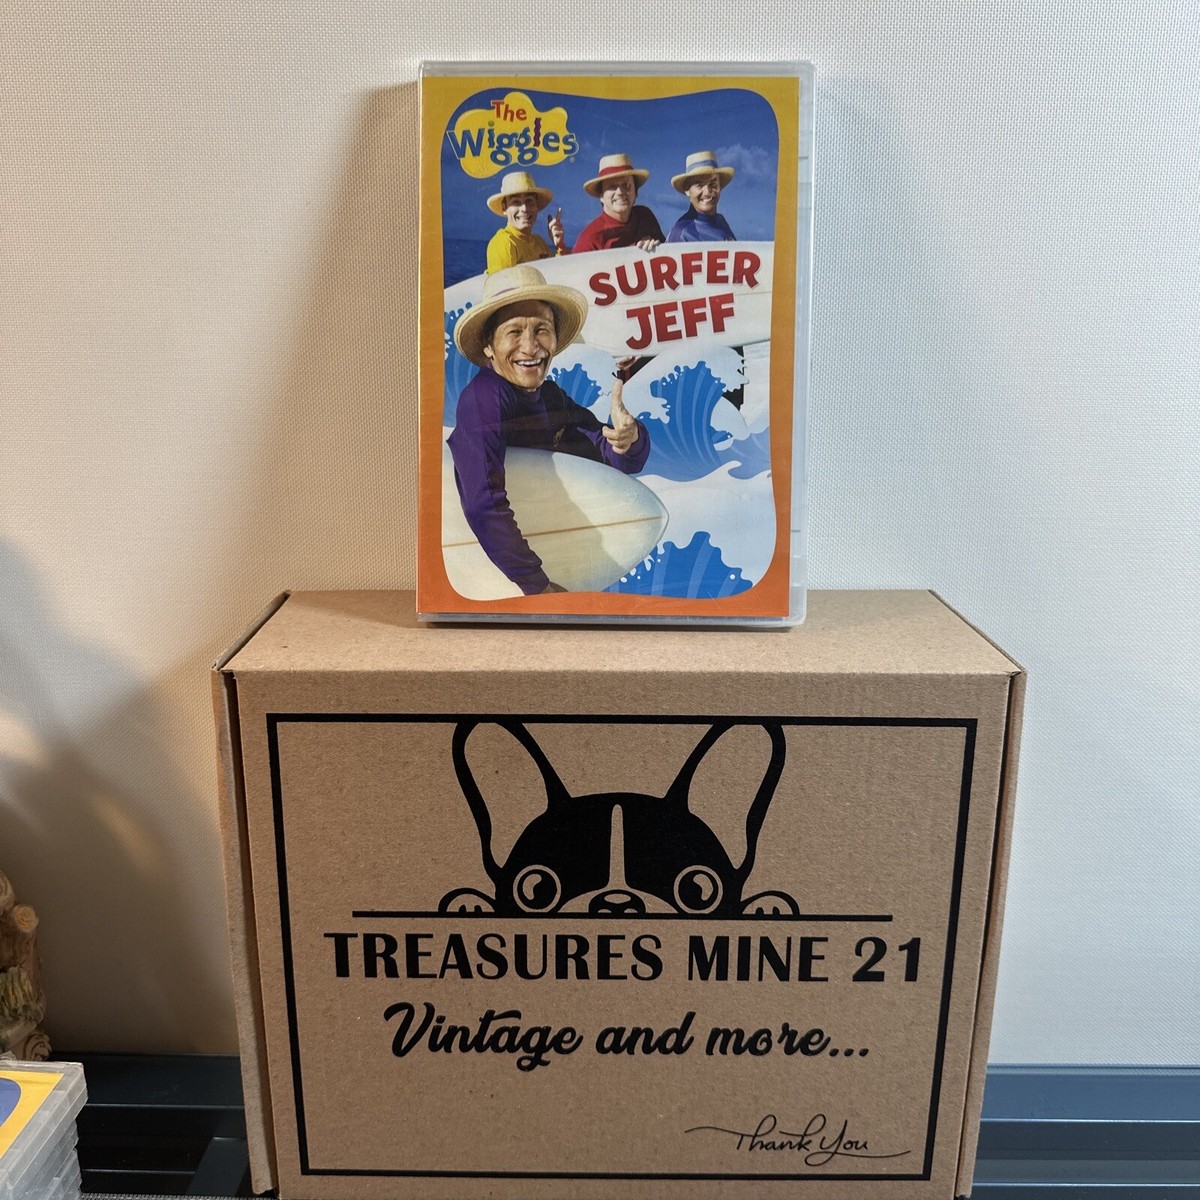 The
Wiggles
SURFER
JEFF
TREASURES MINE 21
Vintage and more...
Thank You